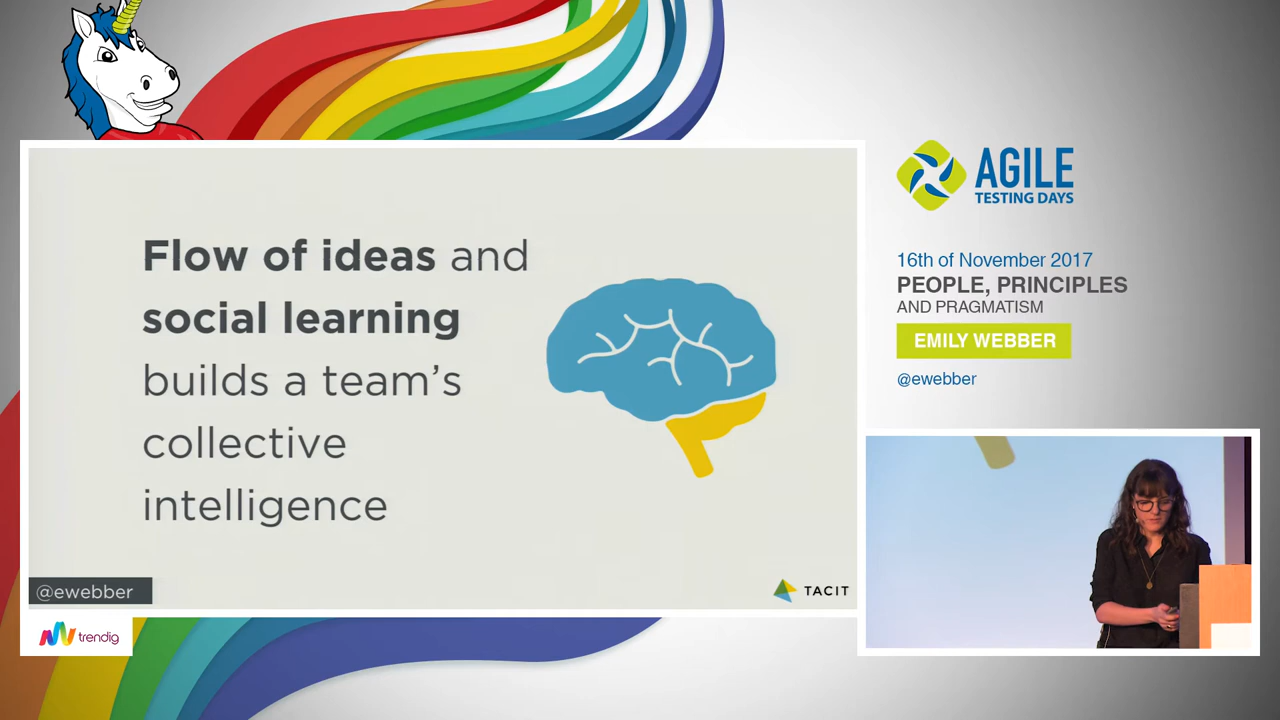 Flow of ideas and
social learning
builds a team's
collective
intelligence
@ewebber
TACIT
trendig
AGILE
TESTING DAYS
16th of November 2017
PEOPLE, PRINCIPLES
AND PRAGMATISM
EMILY WEBBER
@ewebber